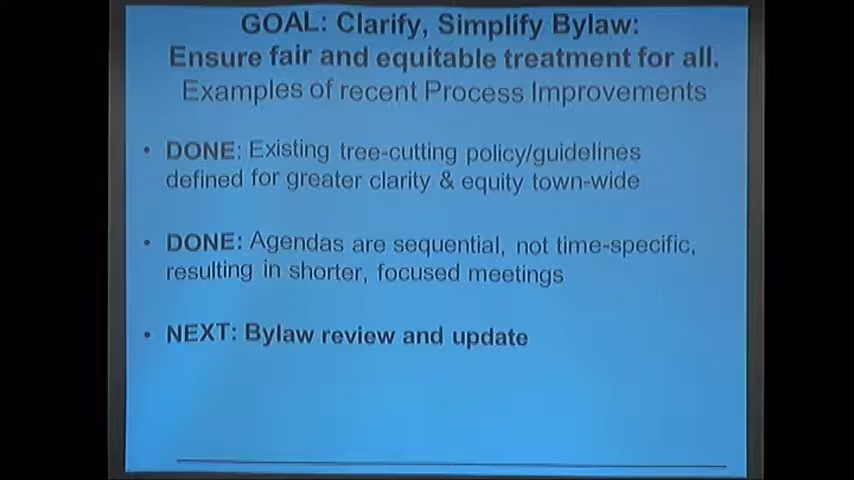 GOAL: Clarify, Simplify Bylaw:
Ensure fair and equitable treatment for all.
Examples of recent Process Improvements
• DONE: Existing tree-cutting policy/guidelines
defined for greater clarity & equity town-wide
• DONE: Agendas are sequential, not time-specific,
resulting in shorter, focused meetings
• NEXT: Bylaw review and update